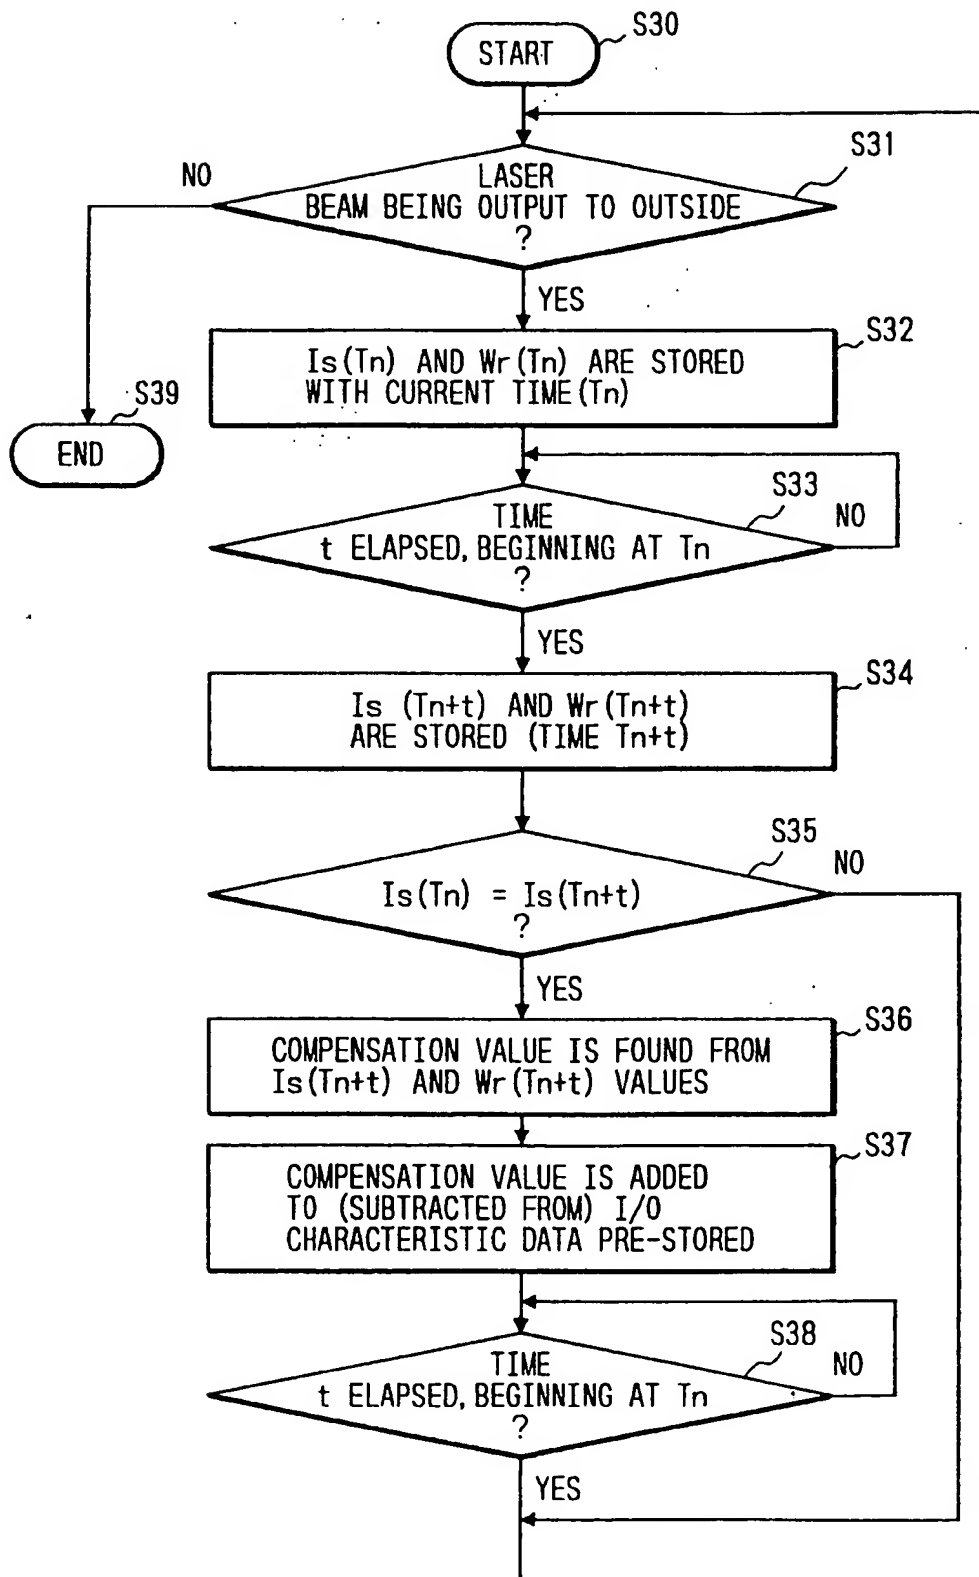 S30
START
S31
NO
LASER
BEAM BEING OUTPUT TO OUTSIDE
?
YES
S32
Is(Tn) AND Wr(Tn) ARE STORED
WITH CURRENT TIME(Tn)
S39
END
S33
NO
TIME
t ELAPSED, BEGINNING AT Tn
?
YES
S34
Is (Tn+t) AND Wr(Tn+t)
ARE STORED (TIME Tn+t)
S35
NO
Is(Tn) = Is(Tn+t)
?
YES
S36
COMPENSATION VALUE IS FOUND FROM
Is(Tn+t) AND Wr(Tn+t) VALUES
S37
COMPENSATION VALUE IS ADDED
TO (SUBTRACTED FROM) I/O
CHARACTERISTIC DATA PRE-STORED
S38
NO
TIME
t ELAPSED, BEGINNING AT Tn
?
YES